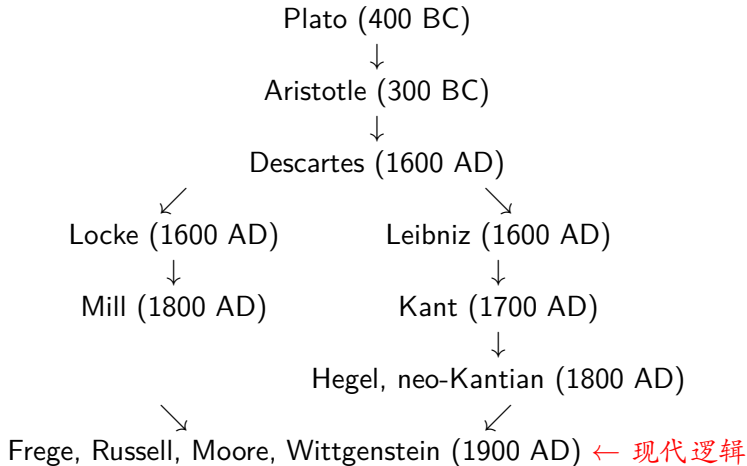 Plato (400 BC)
↓
Aristotle (300 BC)
↓
Descartes (1600 AD)
↙ ↘
Locke (1600 AD) Leibniz (1600 AD)
↓ ↓
Mill (1800 AD) Kant (1700 AD)
↓
Hegel, neo-Kantian (1800 AD)
↘ ↙
Frege, Russell, Moore, Wittgenstein (1900 AD) ← 现代逻辑